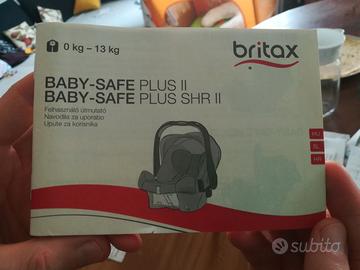 0 kg – 13 kg
britax
BABY-SAFE PLUS II
BABY-SAFE PLUS SHR II
Felhasználói útmutató
Navodila za uporabo
Upute za korisnika
HU
SL
HR
subito